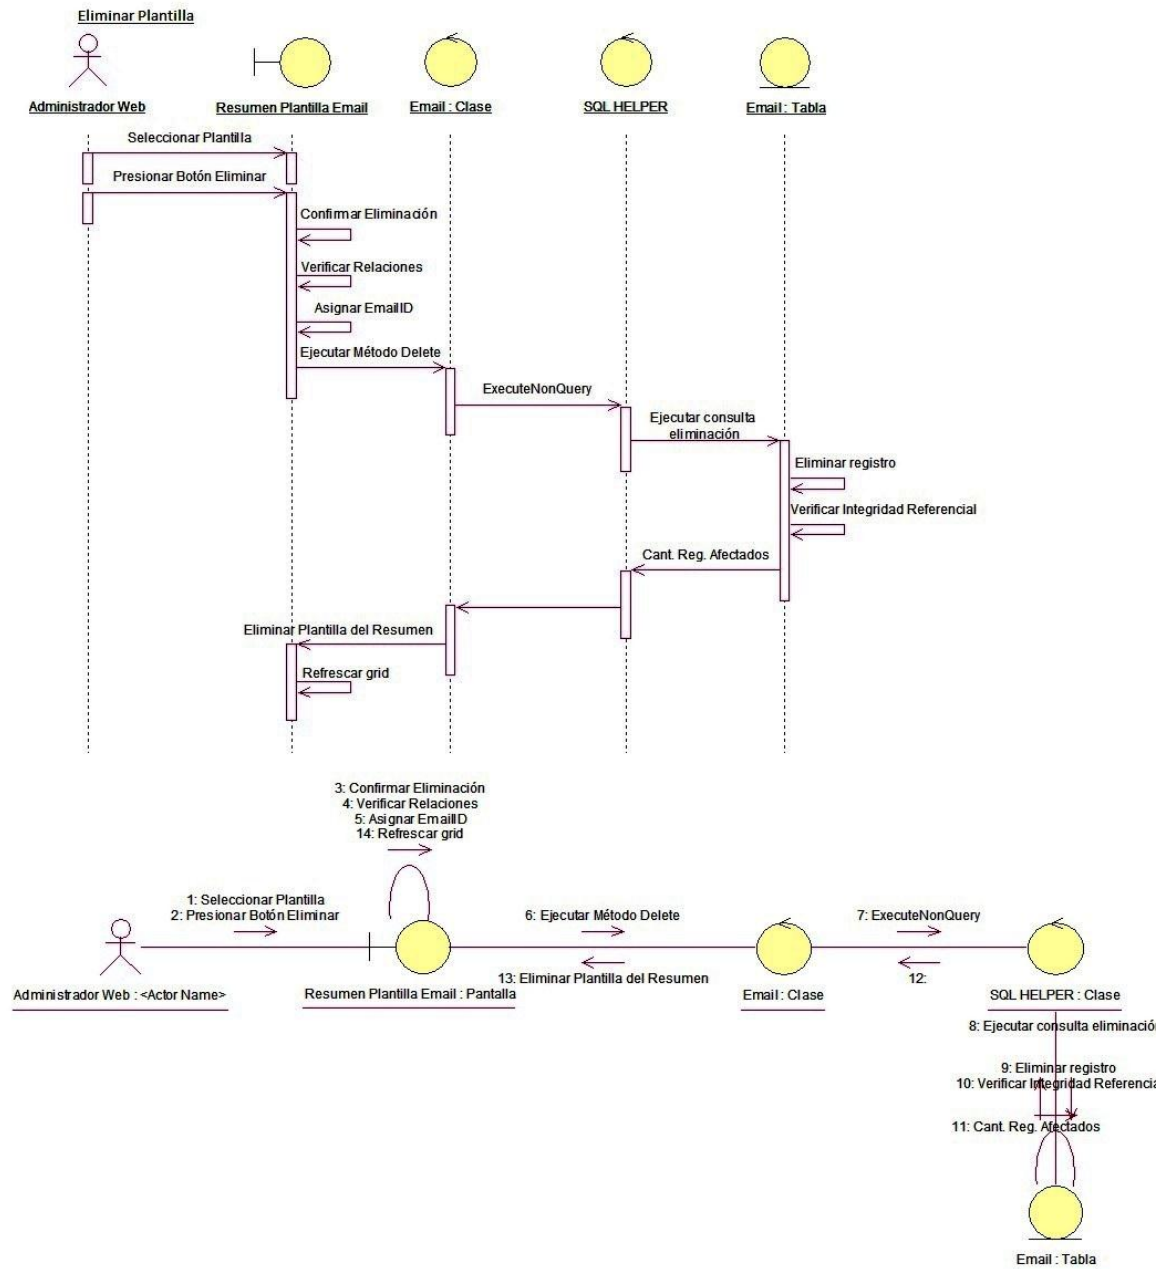 Eliminar Plantilla
Administrador Web
Resumen Plantilla Email
Email : Clase
SQL HELPER
Email : Tabla
Seleccionar Plantilla
Presionar Botón Eliminar
Confirmar Eliminación
Verificar Relaciones
Asignar EmailID
Ejecutar Método Delete
ExecuteNonQuery
Ejecutar consulta
eliminación
Eliminar registro
Verificar Integridad Referencial
Cant. Reg. Afectados
Eliminar Plantilla del Resumen
Refrescar grid
3: Confirmar Eliminación
4: Verificar Relaciones
5: Asignar EmailID
14: Refrescar grid
1: Seleccionar Plantilla
2: Presionar Botón Eliminar
6: Ejecutar Método Delete
7: ExecuteNonQuery
13: Eliminar Plantilla del Resumen
12:
Administrador Web : <Actor Name>
Resumen Plantilla Email : Pantalla
Email : Clase
SQL HELPER : Clase
8: Ejecutar consulta eliminación
9: Eliminar registro
10: Verificar Integridad Referencia
11: Cant. Reg. Afectados
Email : Tabla